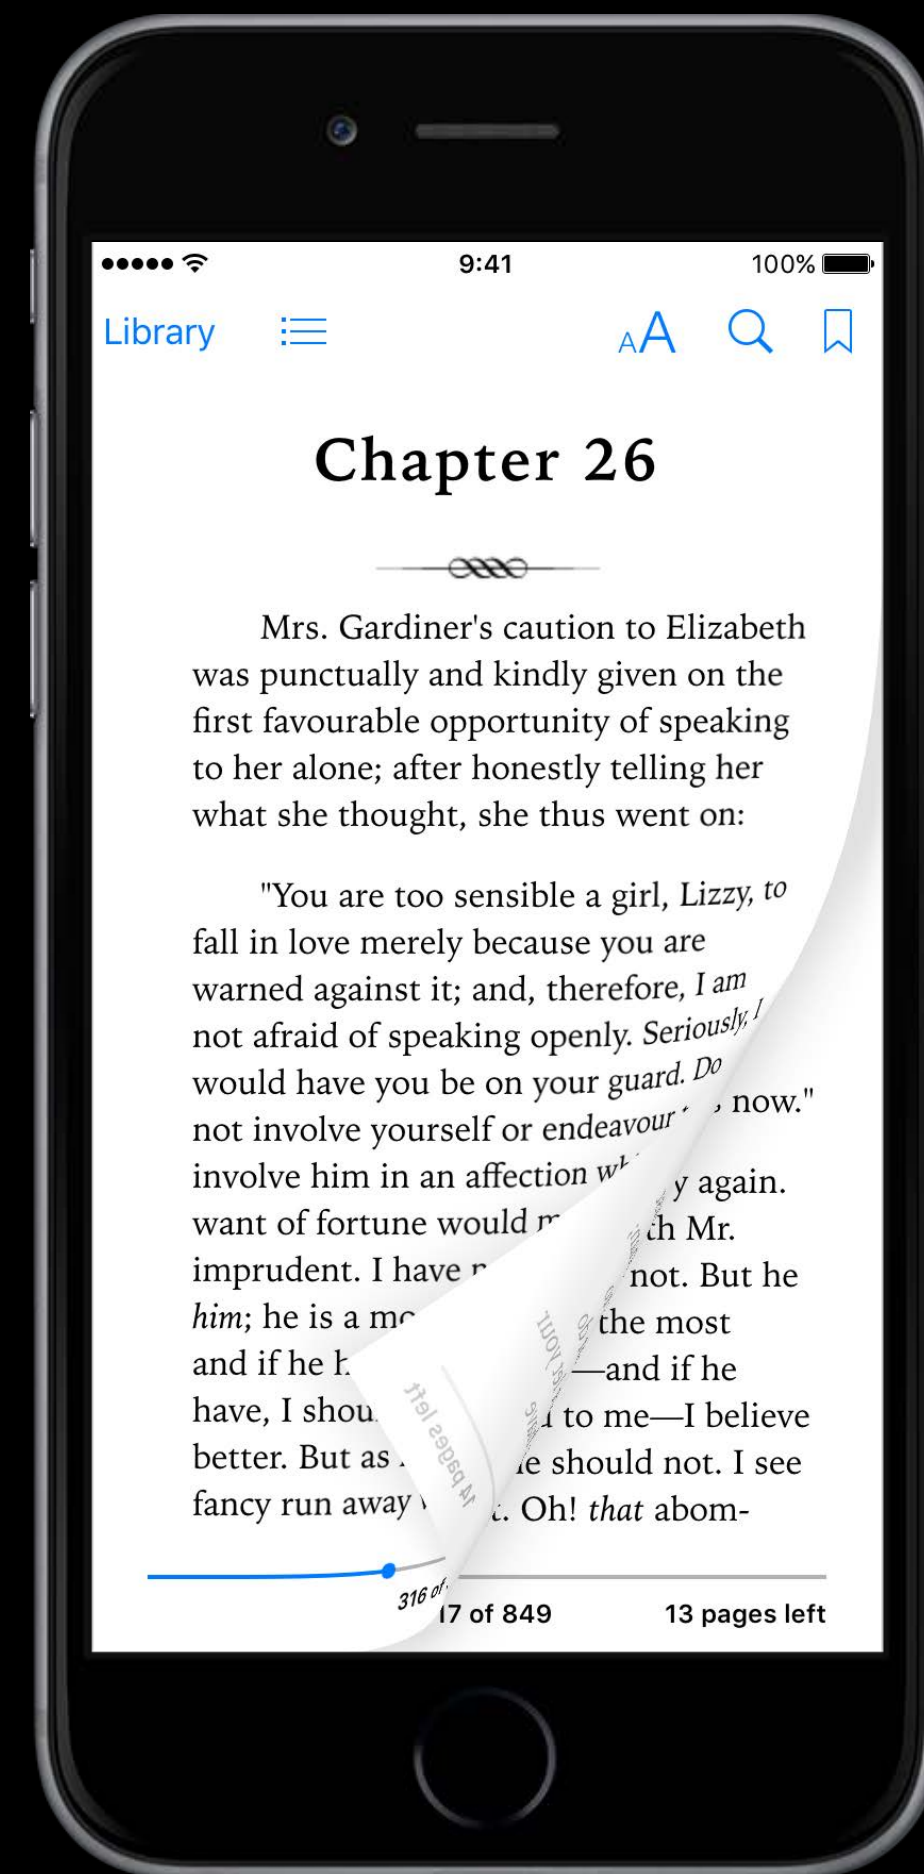 9:41
100%
Library
AA
Chapter 26
Mrs. Gardiner's caution to Elizabeth
was punctually and kindly given on the
first favourable opportunity of speaking
to her alone; after honestly telling her
what she thought, she thus went on:
"You are too sensible a girl, Lizzy, to
fall in love merely because you are
warned against it; and, therefore, I am
not afraid of speaking openly. Seriously, I
would have you be on your guard. Do
not involve yourself or endeavour
now."
involve him in an affection
again.
want of fortune would
Mr.
imprudent. I have
not. But he
him; he is a
the most
and if he
—and if he
have, I
to me—I believe
better. But as
should not. I see
fancy run away
Oh! that abom-
14 pages left
316 of
17 of 849
13 pages left